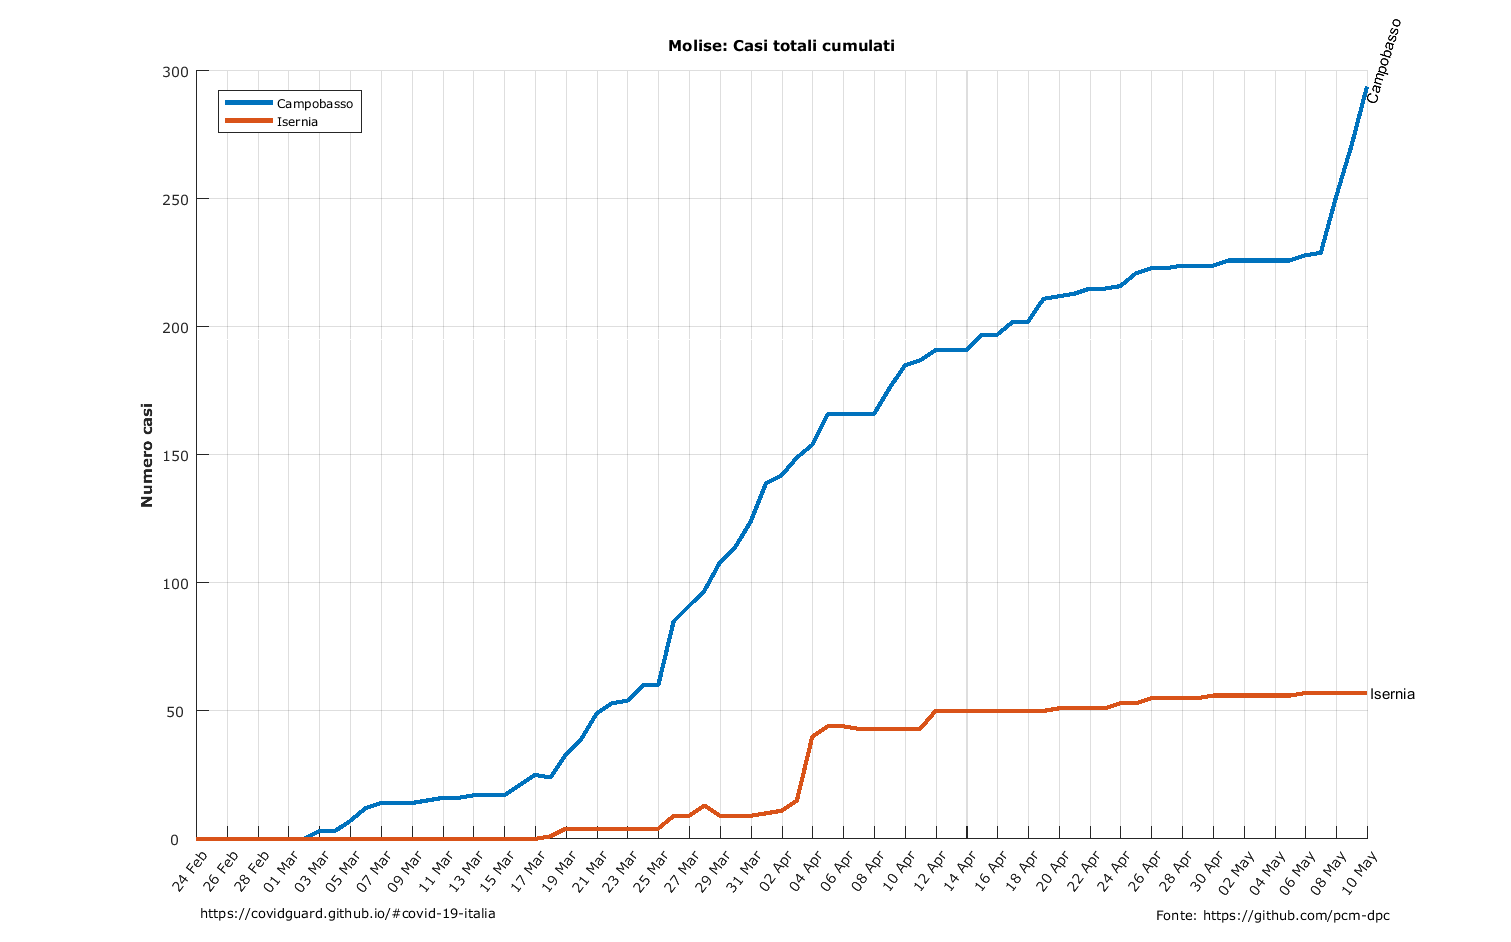 Molise: Casi totali cumulati
Campobasso
Campobasso
Isernia
Numero casi
300
250
200
150
100
50
0
Isernia
24 Feb
26 Feb
28 Feb
01 Mar
03 Mar
05 Mar
07 Mar
09 Mar
11 Mar
13 Mar
15 Mar
17 Mar
19 Mar
21 Mar
23 Mar
25 Mar
27 Mar
29 Mar
31 Mar
02 Apr
04 Apr
06 Apr
08 Apr
10 Apr
12 Apr
14 Apr
16 Apr
18 Apr
20 Apr
22 Apr
24 Apr
26 Apr
28 Apr
30 Apr
02 May
04 May
06 May
08 May
10 May
https://covidguard.github.io/#covid-19-italia
Fonte: https://github.com/pcm-dpc